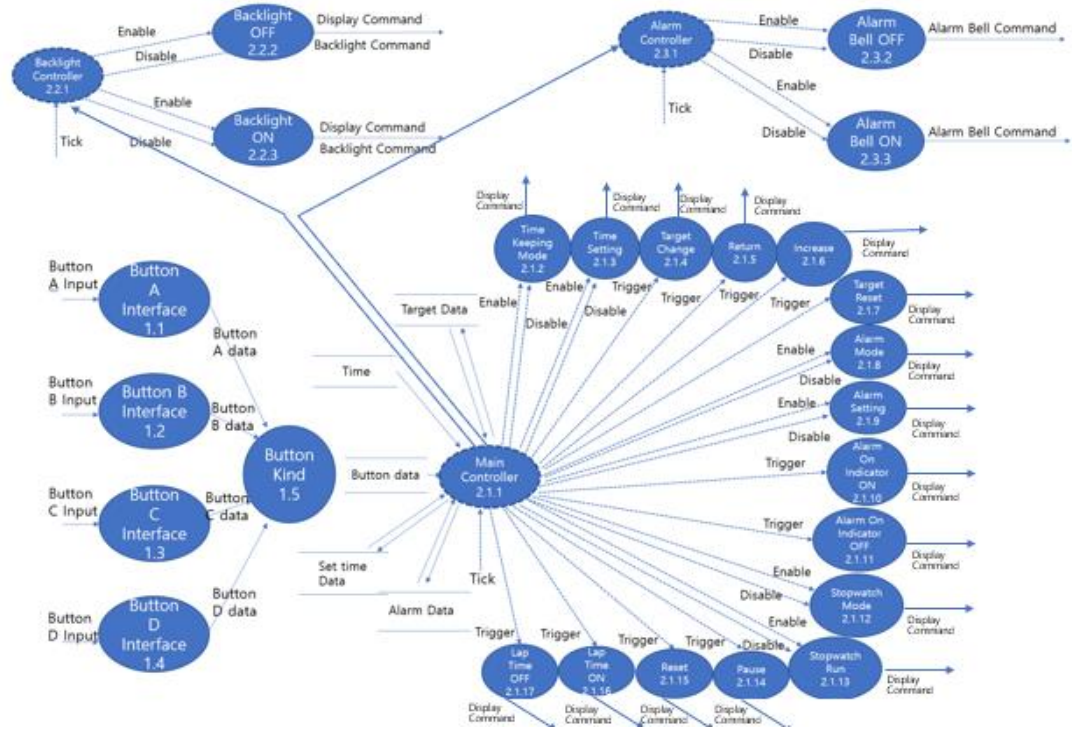 Backlight
OFF
2.2.2
Enable
Disable
Display Command
Backlight Command
Backlight
Controller
2.2.1
Enable
Disable
Tick
Backlight
ON
2.2.3
Display Command
Backlight Command
Alarm
Controller
2.3.1
Enable
Disable
Alarm
Bell OFF
2.3.2
Alarm Bell Command
Tick
Enable
Disable
Alarm
Bell ON
2.3.3
Alarm Bell Command
Display
Command
Display
Command
Display
Command
Display
Command
Time
Keeping
Mode
2.1.2
Time
Setting
2.1.3
Target
Change
2.1.4
Return
2.1.5
Increase
2.1.6
Display
Command
Button
A Input
Button
A
Interface
1.1
Button
A data
Button
B Input
Button B
Interface
1.2
Button
B data
Button
Kind
1.5
Button
C Input
Button
C
Interface
1.3
Button
C data
Button
D Input
Button
D
Interface
1.4
Button
D data
Target Data
Time
Button data
Set time
Data
Alarm Data
Tick
Main
Controller
2.1.1
Enable
Disable
Enable
Disable
Trigger
Trigger
Trigger
Trigger
Target
Reset
2.1.7
Display
Command
Enable
Disable
Alarm
Mode
2.1.8
Display
Command
Enable
Disable
Alarm
Setting
2.1.9
Display
Command
Trigger
Alarm
On
Indicator
ON
2.1.10
Display
Command
Trigger
Alarm On
Indicator
OFF
2.1.11
Display
Command
Enable
Disable
Stopwatch
Mode
2.1.12
Display
Command
Enable
Disable
Stopwatch
Run
2.1.13
Display
Command
Trigger
Trigger
Trigger
Trigger
Lap
Time
OFF
2.1.17
Lap
Time
ON
2.1.16
Reset
2.1.15
Pause
2.1.14
Display
Command
Display
Command
Display
Command
Display
Command